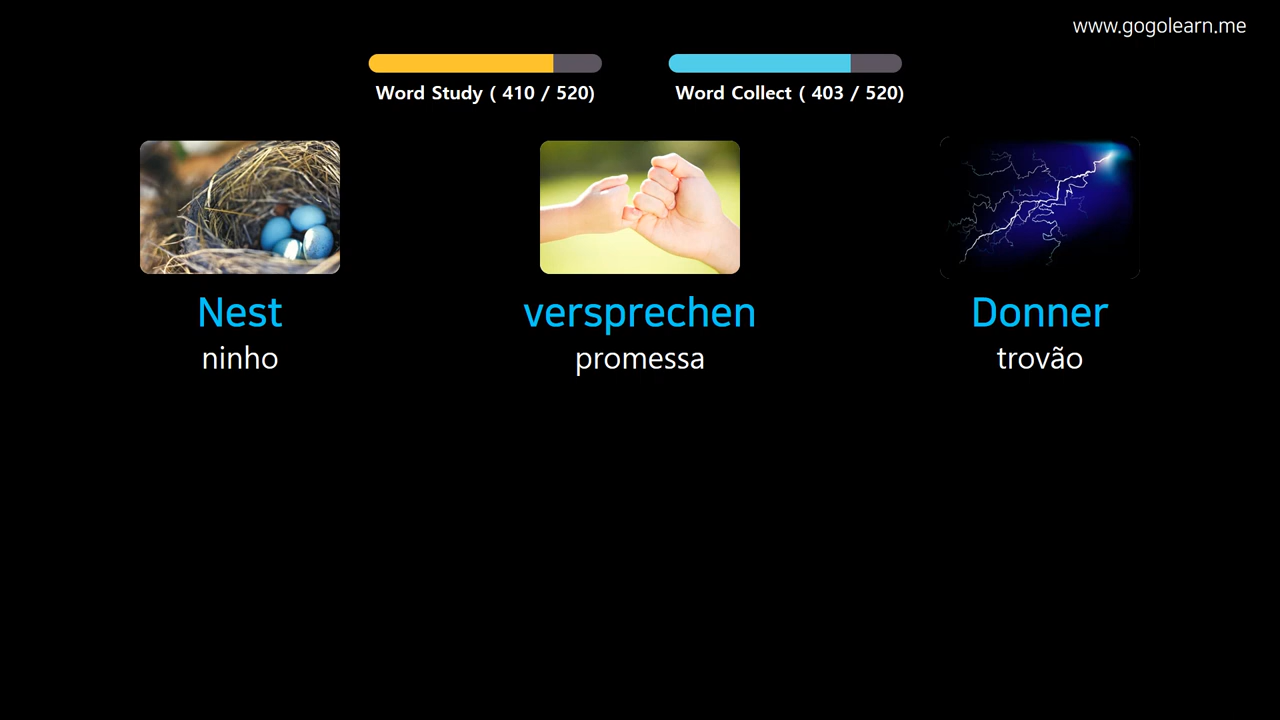 www.gogolearn.me
Word Study ( 410 / 520)
Word Collect ( 403 / 520)
Nest
ninho
versprechen
promessa
Donner
trovão